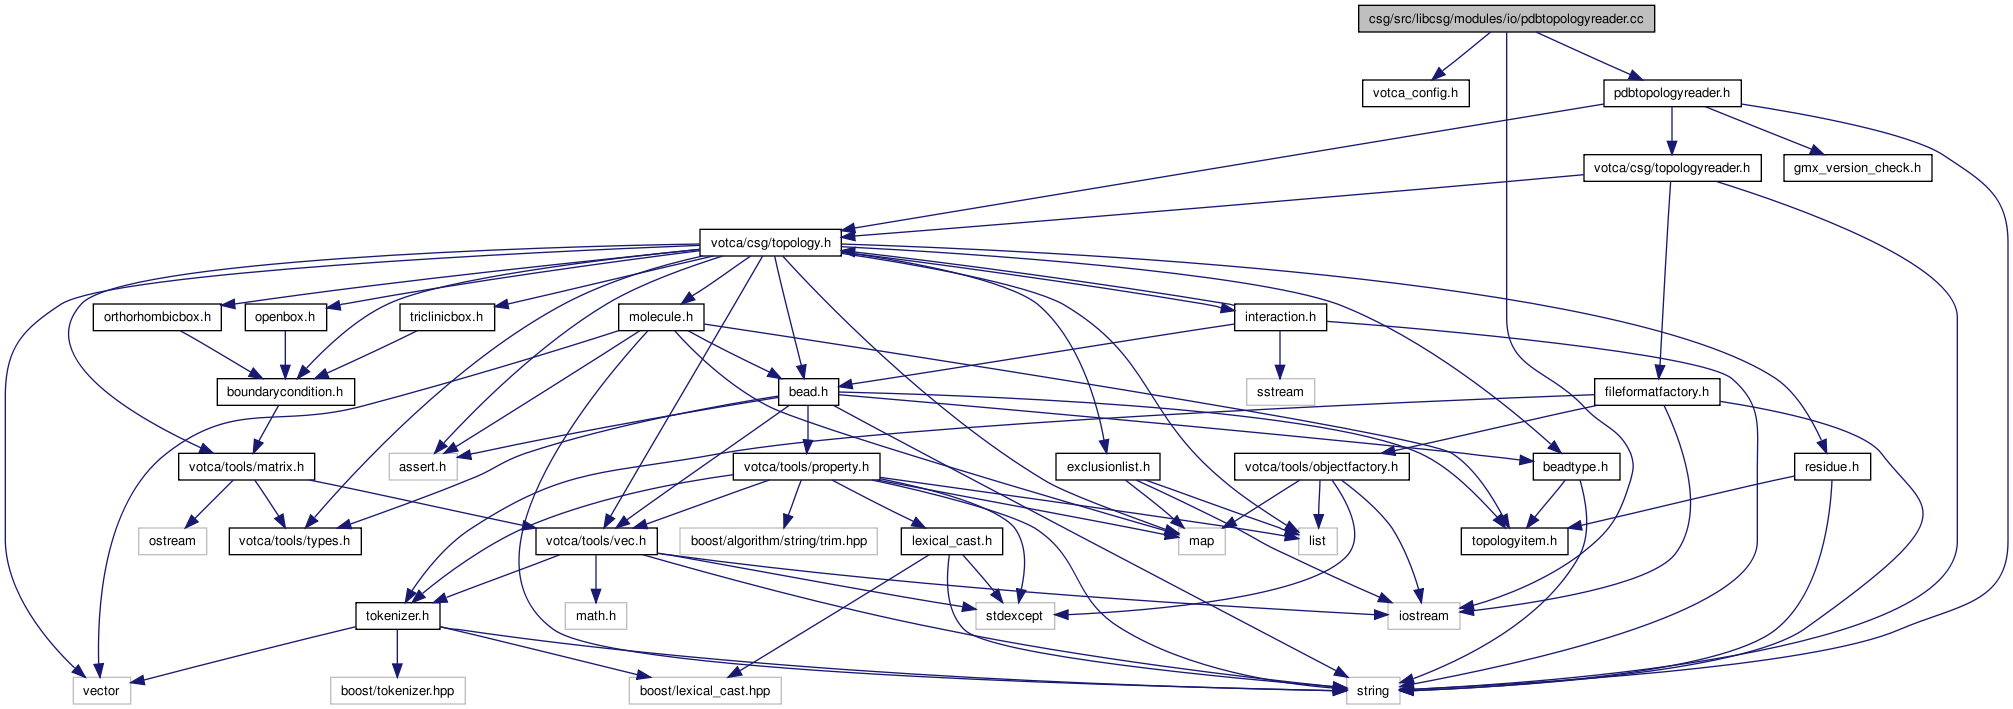 csg/src/libcsg/modules/io/pdbtopologyreader.cc
votca_config.h
pdbtopologyreader.h
votca/csg/topologyreader.h
gmx_version_check.h
votca/csg/topology.h
orthorhombicbox.h
openbox.h
triclinicbox.h
molecule.h
interaction.h
boundarycondition.h
bead.h
sstream
fileformatfactory.h
votca/tools/matrix.h
assert.h
votca/tools/property.h
exclusionlist.h
votca/tools/objectfactory.h
beadtype.h
residue.h
ostream
votca/tools/types.h
votca/tools/vec.h
boost/algorithm/string/trim.hpp
lexical_cast.h
map
list
topologyitem.h
tokenizer.h
math.h
stdexcept
iostream
vector
boost/tokenizer.hpp
boost/lexical_cast.hpp
string